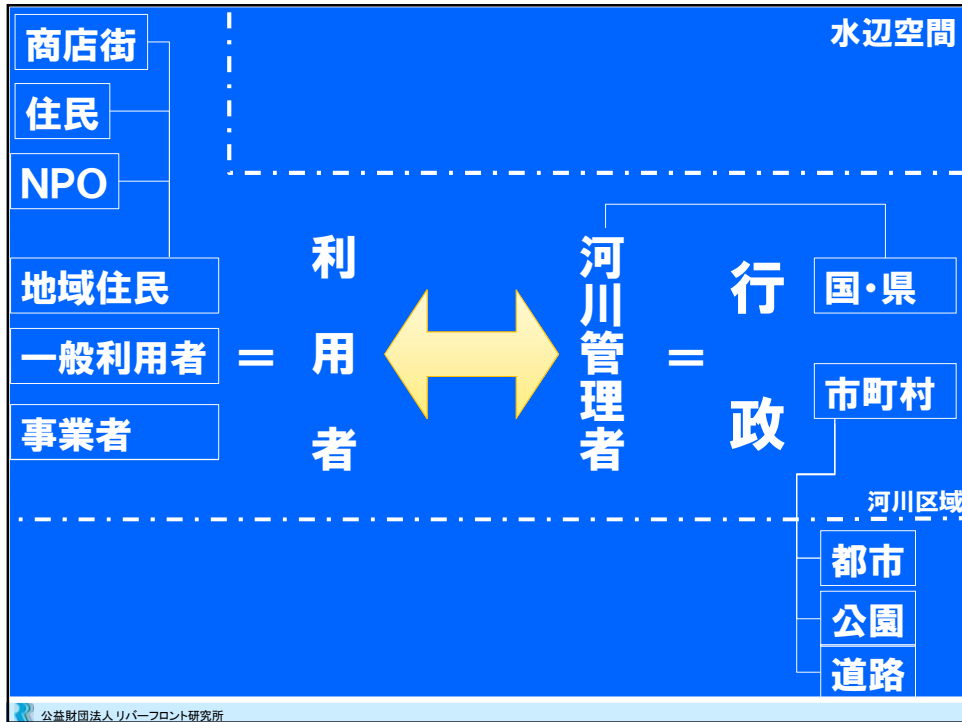 水辺空間
商店街
住民
NPO
地域住民
一般利用者
事業者
＝
利用者
河川管理者
＝
行政
国・県
市町村
河川区域
都市
公園
道路
公益財団法人 リバーフロント研究所